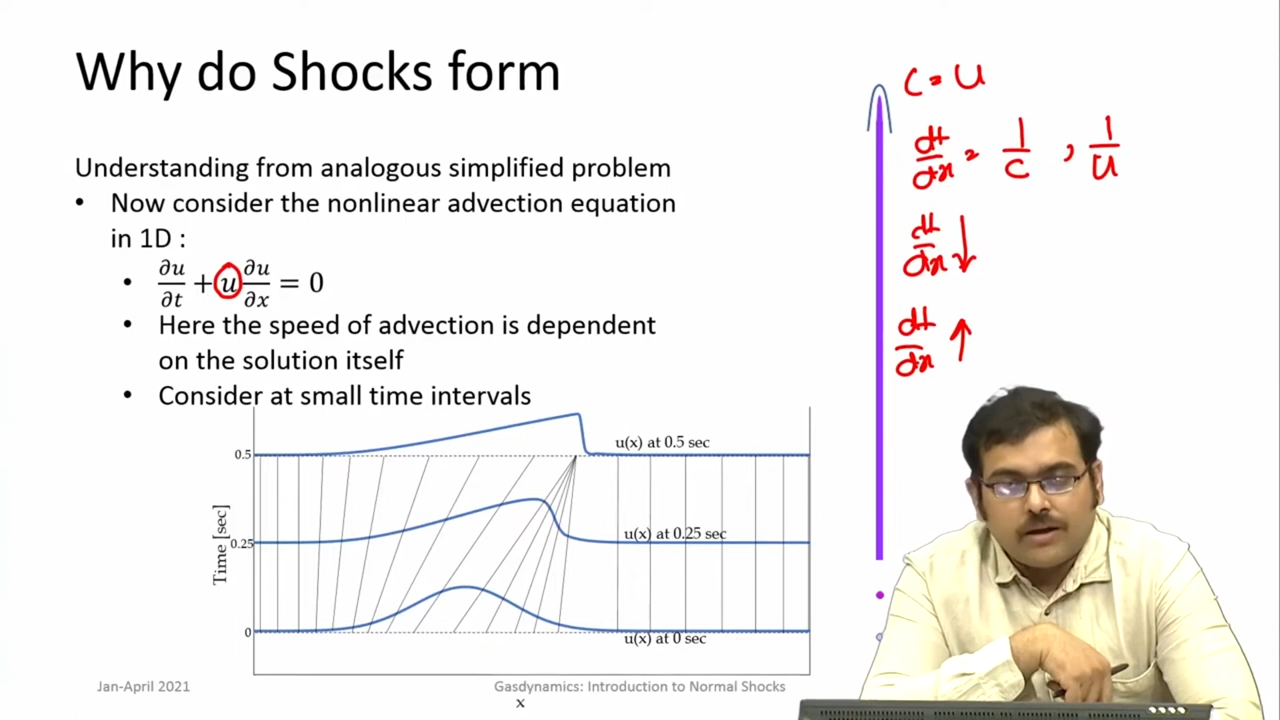 Why do Shocks form
Understanding from analogous simplified problem
• Now consider the nonlinear advection equation
in 1D :
• ∂u/∂t + u ∂u/∂x = 0
• Here the speed of advection is dependent
on the solution itself
• Consider at small time intervals
0.5
u(x) at 0.5 sec
Time [sec]
0.25
u(x) at 0.25 sec
0
u(x) at 0 sec
x
Jan-April 2021
Gasdynamics: Introduction to Normal Shocks
C = U
dt/dx = 1/C , 1/U
dt/dx ↓
dt/dx ↑